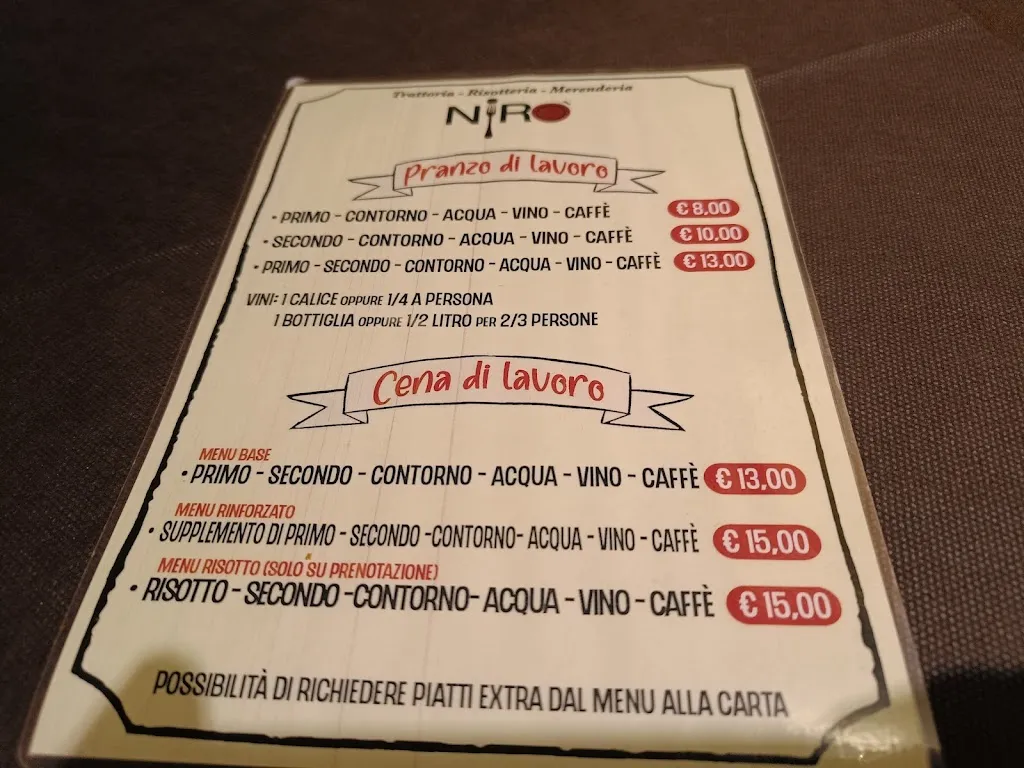 Trattoria - Risotteria - Merenderia
NIRÒ
Pranzo di lavoro
• PRIMO - CONTORNO - ACQUA - VINO - CAFFÈ € 8,00
• SECONDO - CONTORNO - ACQUA - VINO - CAFFÈ € 10,00
• PRIMO - SECONDO - CONTORNO - ACQUA - VINO - CAFFÈ € 13,00
VINI: 1 CALICE OPPURE 1/4 A PERSONA
1 BOTTIGLIA OPPURE 1/2 LITRO PER 2/3 PERSONE
Cena di lavoro
MENU BASE
• PRIMO - SECONDO - CONTORNO - ACQUA - VINO - CAFFÈ € 13,00
MENU RINFORZATO
• SUPPLEMENTO DI PRIMO - SECONDO -CONTORNO- ACQUA - VINO - CAFFÈ € 15,00
MENU RISOTTO (SOLO SU PRENOTAZIONE)
• RISOTTO - SECONDO -CONTORNO- ACQUA - VINO - CAFFÈ € 15,00
POSSIBILITÀ DI RICHIEDERE PIATTI EXTRA DAL MENU ALLA CARTA